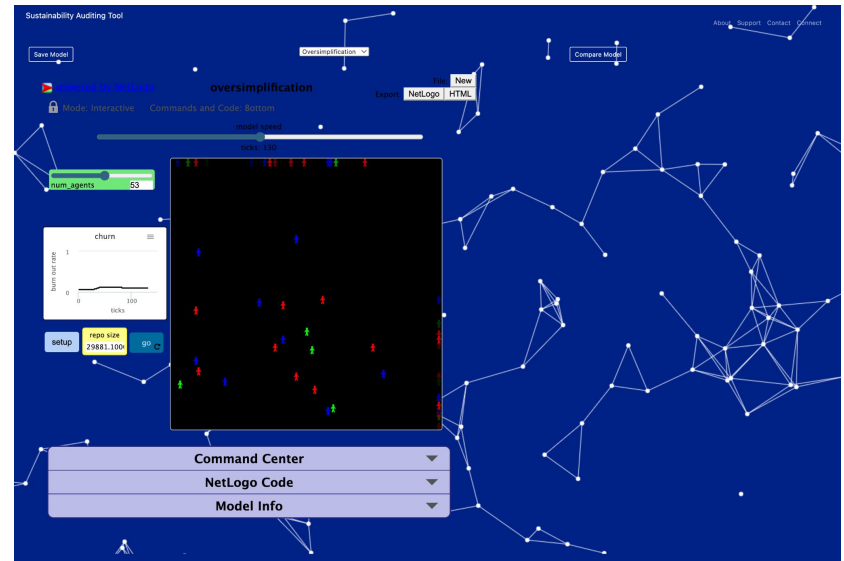 Sustainability Auditing Tool
About Support Contact Connect
Save Model
Oversimplification
Compare Model
oversimplification
File: New
Export: NetLogo HTML
Mode: Interactive Commands and Code: Bottom
model speed
ticks: 130
num_agents 53
churn
burn out rate
1
0
0 100
ticks
setup
repo size
29881.100
go
Command Center
NetLogo Code
Model Info